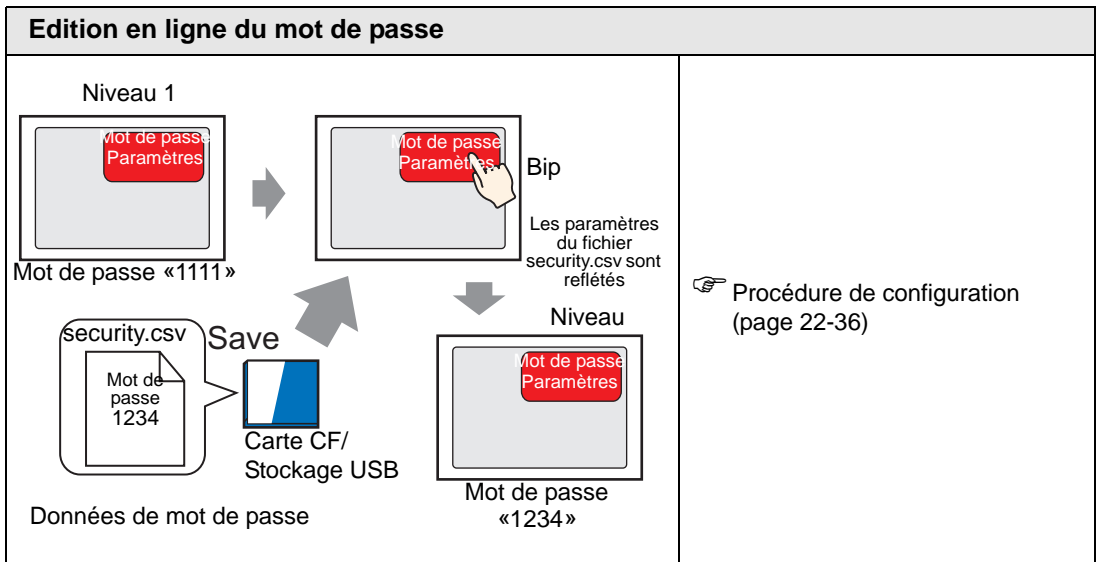 Edition en ligne du mot de passe
Niveau 1
Mot de passe
Paramètres
Mot de passe «1111»
Mot de passe
Paramètres
Bip
Les paramètres
du fichier
security.csv sont
reflétés
security.csv
Save
Mot de
passe
1234
Carte CF/
Stockage USB
Données de mot de passe
Niveau
Mot de passe
Paramètres
Mot de passe
«1234»
Procédure de configuration
(page 22-36)